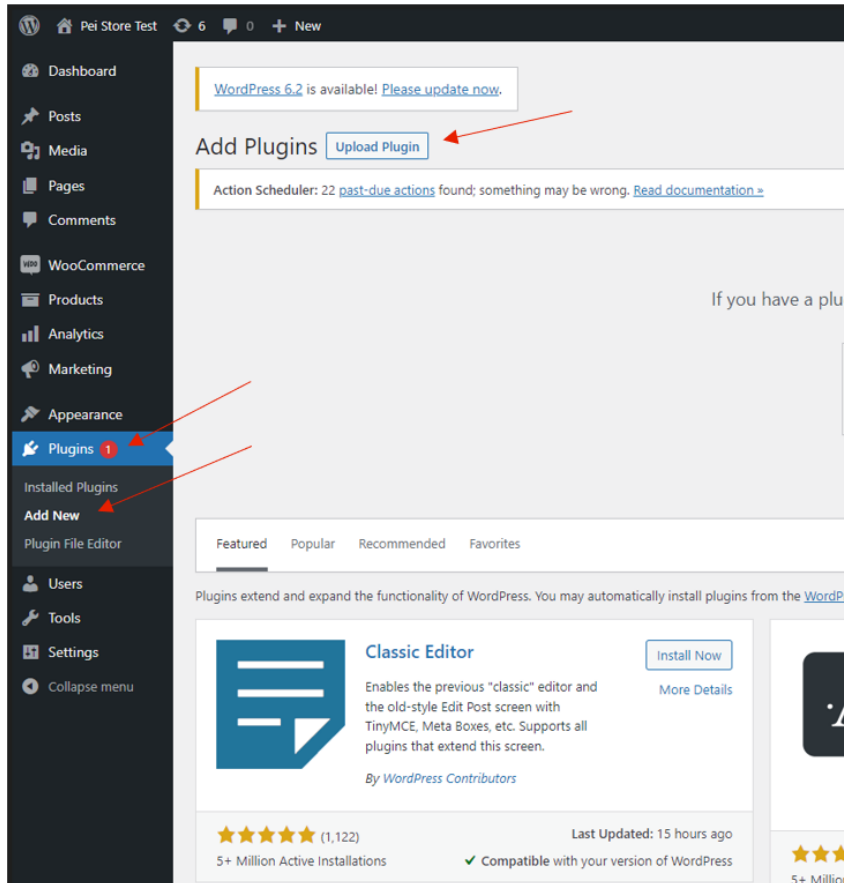 Pei Store Test 6 0 + New
Dashboard
Posts
Media
Pages
Comments
WooCommerce
Products
Analytics
Marketing
Appearance
Plugins 1
Installed Plugins
Add New
Plugin File Editor
Users
Tools
Settings
Collapse menu
WordPress 6.2 is available! Please update now.
Add Plugins Upload Plugin
Action Scheduler: 22 past-due actions found; something may be wrong. Read documentation »
If you have a plu
Featured Popular Recommended Favorites
Plugins extend and expand the functionality of WordPress. You may automatically install plugins from the WordP
Classic Editor
Install Now
More Details
Enables the previous "classic" editor and
the old-style Edit Post screen with
TinyMCE, Meta Boxes, etc. Supports all
plugins that extend this screen.
By WordPress Contributors
(1,122)
5+ Million Active Installations
Last Updated: 15 hours ago
✔ Compatible with your version of WordPress
5+ Million